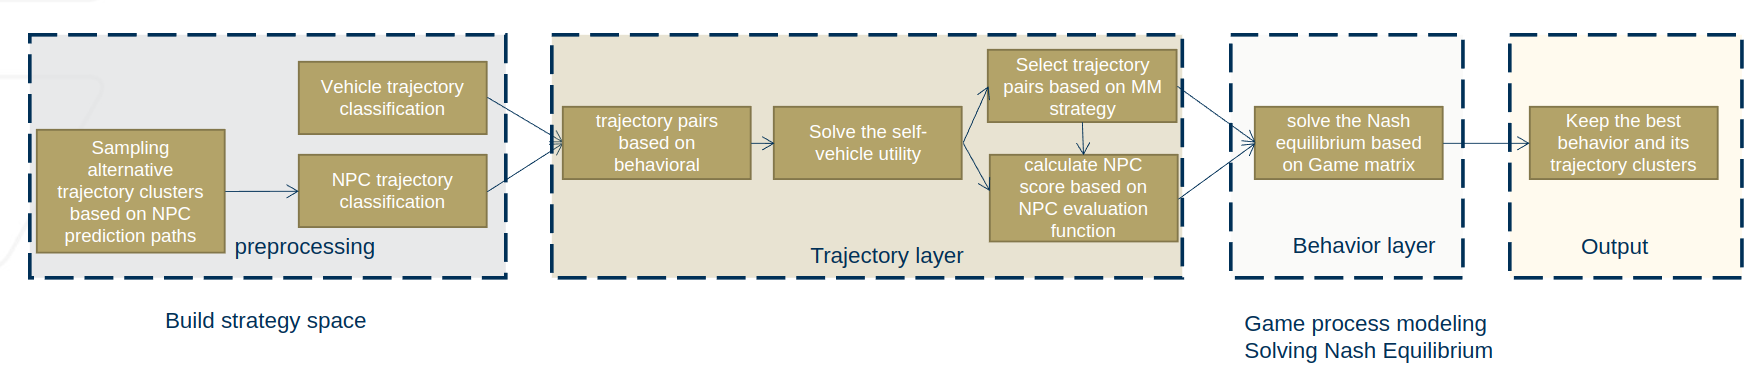 Vehicle trajectory
classification
Sampling
alternative
trajectory clusters
based on NPC
prediction paths
NPC trajectory
classification
preprocessing
Build strategy space
trajectory pairs
based on
behavioral
Solve the self-
vehicle utility
Select trajectory
pairs based on MM
strategy
calculate NPC
score based on
NPC evaluation
function
Trajectory layer
solve the Nash
equilibrium based
on Game matrix
Behavior layer
Game process modeling
Solving Nash Equilibrium
Keep the best
behavior and its
trajectory clusters
Output